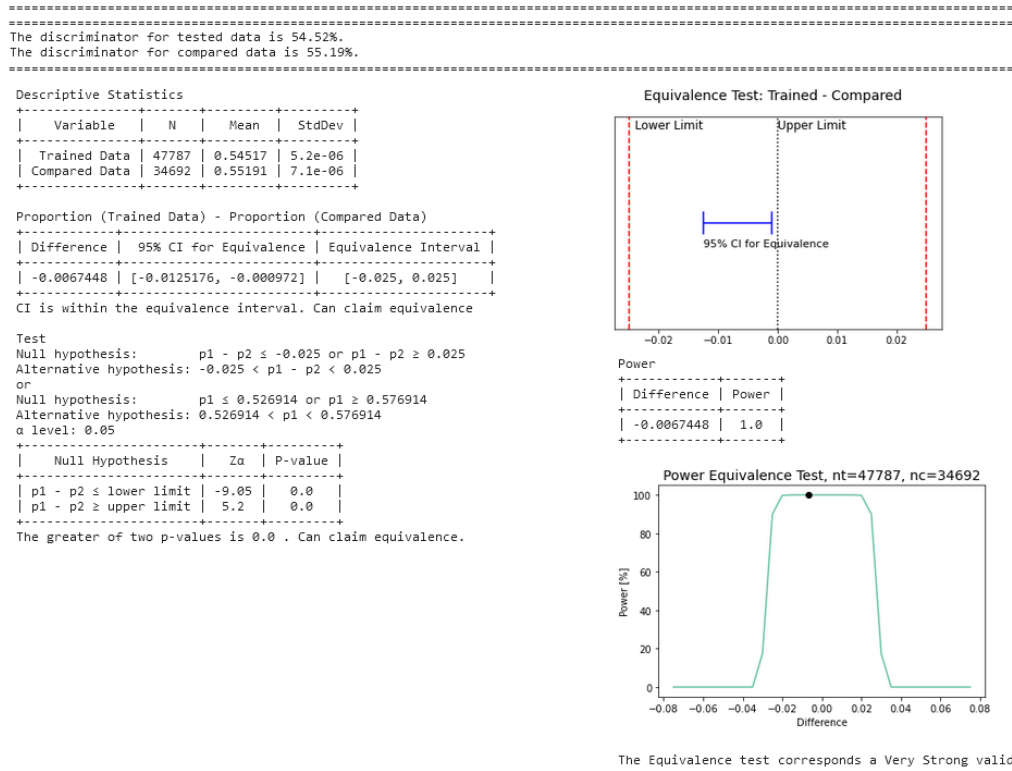 ====================================================================================================
====================================================================================================
The discriminator for tested data is 54.52%.
The discriminator for compared data is 55.19%.
====================================================================================================
Descriptive Statistics
+---------------+-------+---------+---------+
| Variable | N | Mean | StdDev |
+---------------+-------+---------+---------+
| Trained Data | 47787 | 0.54517 | 5.2e-06 |
| Compared Data | 34692 | 0.55191 | 7.1e-06 |
+---------------+-------+---------+---------+
Proportion (Trained Data) - Proportion (Compared Data)
+------------+-------------------------+----------------------+
| Difference | 95% CI for Equivalence | Equivalence Interval |
+------------+-------------------------+----------------------+
| -0.0067448 | [-0.0125176, -0.000972] | [-0.025, 0.025] |
+------------+-------------------------+----------------------+
CI is within the equivalence interval. Can claim equivalence
Test
Null hypothesis: p1 - p2 ≤ -0.025 or p1 - p2 ≥ 0.025
Alternative hypothesis: -0.025 < p1 - p2 < 0.025
or
Null hypothesis: p1 ≤ 0.526914 or p1 ≥ 0.576914
Alternative hypothesis: 0.526914 < p1 < 0.576914
α level: 0.05
+-----------------------+-------+---------+
| Null Hypothesis | Zα | P-value |
+-----------------------+-------+---------+
| p1 - p2 ≤ lower limit | -9.05 | 0.0 |
| p1 - p2 ≥ upper limit | 5.2 | 0.0 |
+-----------------------+-------+---------+
The greater of two p-values is 0.0 . Can claim equivalence.
Equivalence Test: Trained - Compared
Lower Limit Upper Limit
95% CI for Equivalence
−0.02 −0.01 0.00 0.01 0.02
Power
+------------+-------+
| Difference | Power |
+------------+-------+
| -0.0067448 | 1.0 |
+------------+-------+
Power Equivalence Test, nt=47787, nc=34692
100
80
60
40
20
0
Power [%]
−0.08 −0.06 −0.04 −0.02 0.00 0.02 0.04 0.06 0.08
Difference
The Equivalence test corresponds a Very Strong valid